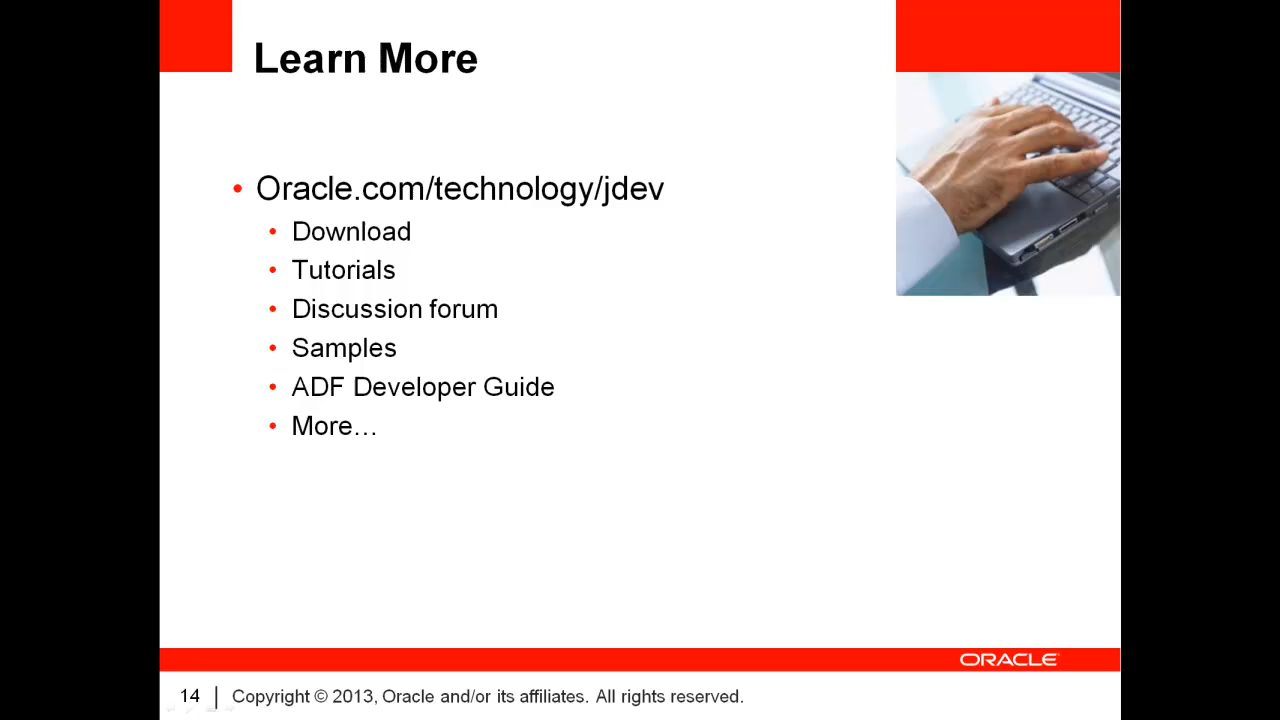 Learn More
• Oracle.com/technology/jdev
• Download
• Tutorials
• Discussion forum
• Samples
• ADF Developer Guide
• More…
ORACLE
14 | Copyright © 2013, Oracle and/or its affiliates. All rights reserved.